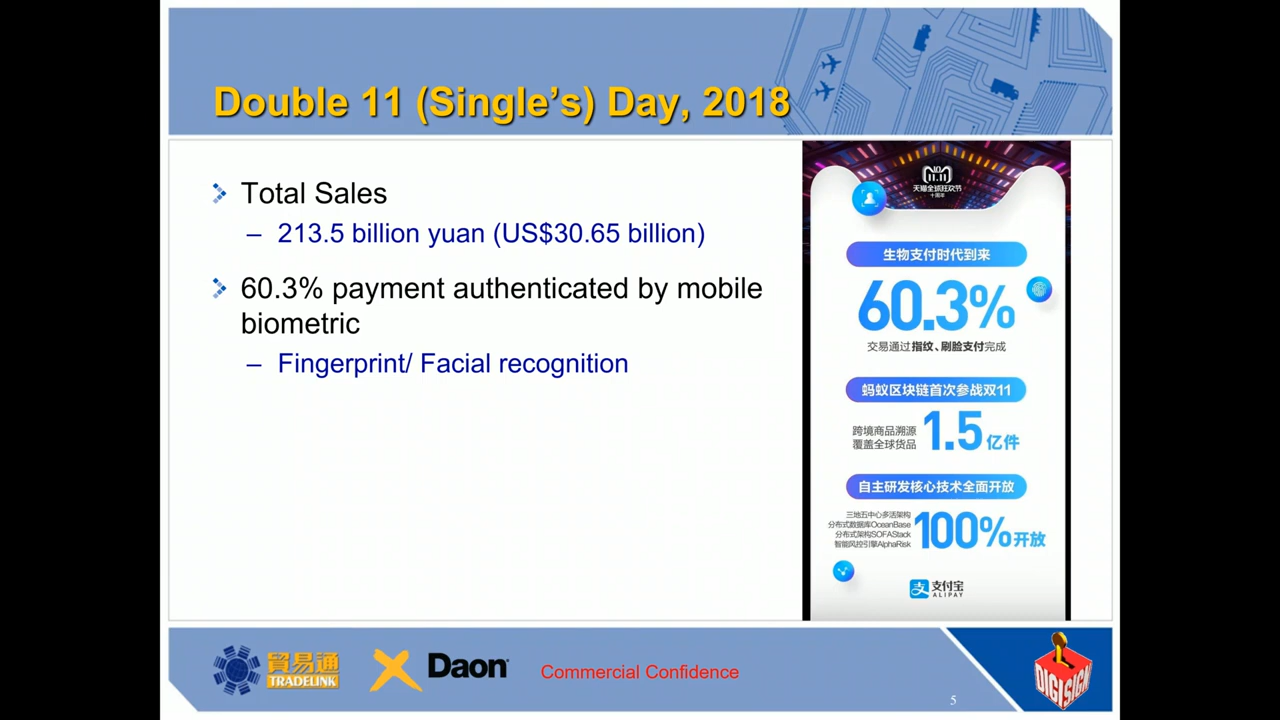 Double 11 (Single's) Day, 2018
Total Sales
– 213.5 billion yuan (US$30.65 billion)
60.3% payment authenticated by mobile
biometric
– Fingerprint/ Facial recognition
11.11
天猫全球狂欢节
十周年
生物支付时代到来
60.3%
交易通过指纹、刷脸支付完成
蚂蚁区块链首次参战双11
跨境商品溯源
覆盖全球货品
1.5亿件
自主研发核心技术全面开放
三地五中心多活架构
分布式数据库OceanBase
分布式架构SOFAStack
智能风控引擎AlphaRisk
100%开放
支 支付宝
ALIPAY
貿易通
TRADELINK
Daon
Commercial Confidence
5
DIGISIGN